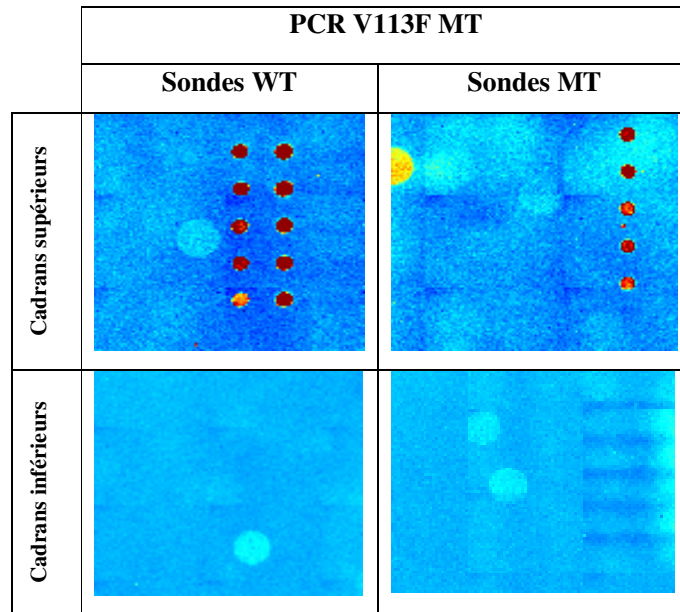 PCR V113F MT
Sondes WT
Sondes MT
Cadrans supérieurs
Cadrans inférieurs